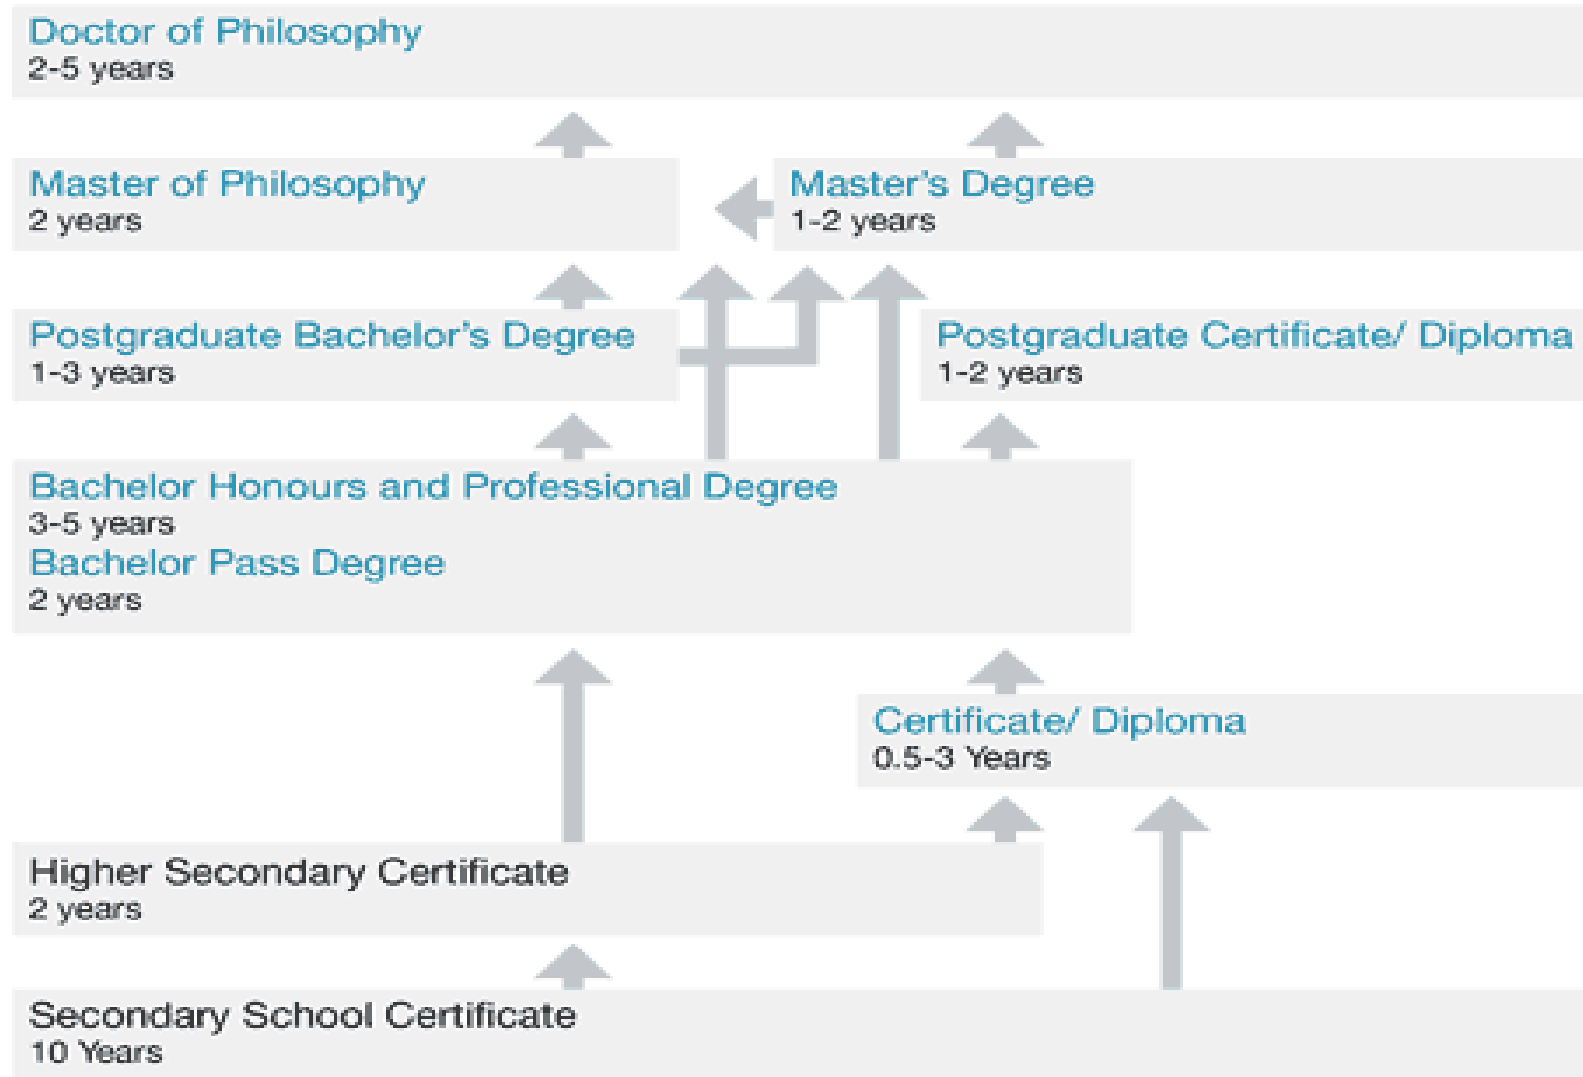 Doctor of Philosophy
2-5 years
Master of Philosophy
2 years
Master's Degree
1-2 years
Postgraduate Bachelor's Degree
1-3 years
Postgraduate Certificate/ Diploma
1-2 years
Bachelor Honours and Professional Degree
3-5 years
Bachelor Pass Degree
2 years
Certificate/ Diploma
0.5-3 Years
Higher Secondary Certificate
2 years
Secondary School Certificate
10 Years